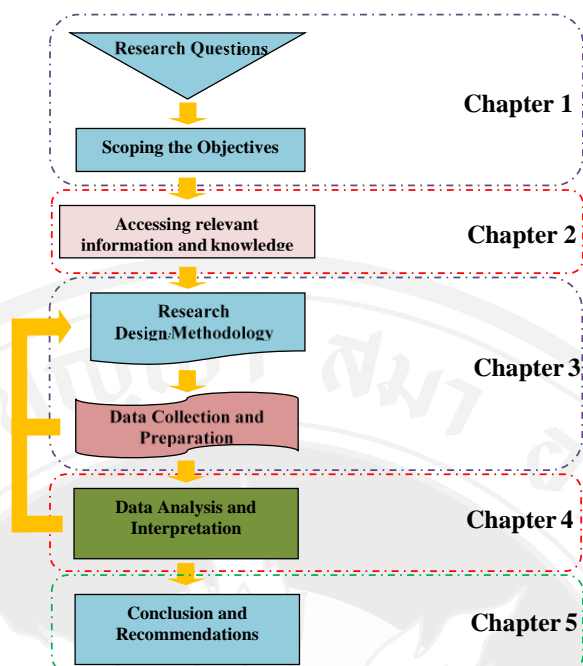 Research Questions
Chapter 1
Scoping the Objectives
Accessing relevant
information and knowledge
Chapter 2
Research
Design/Methodology
Chapter 3
Data Collection and
Preparation
Data Analysis and
Interpretation
Chapter 4
Conclusion and
Recommendations
Chapter 5